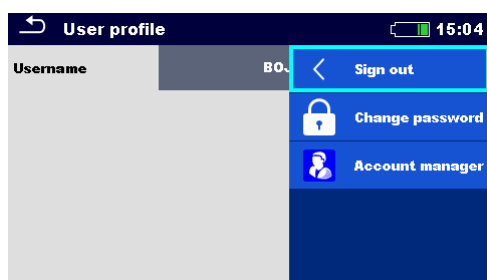 User profile 15:04
Username
Sign out
Change password
Account manager